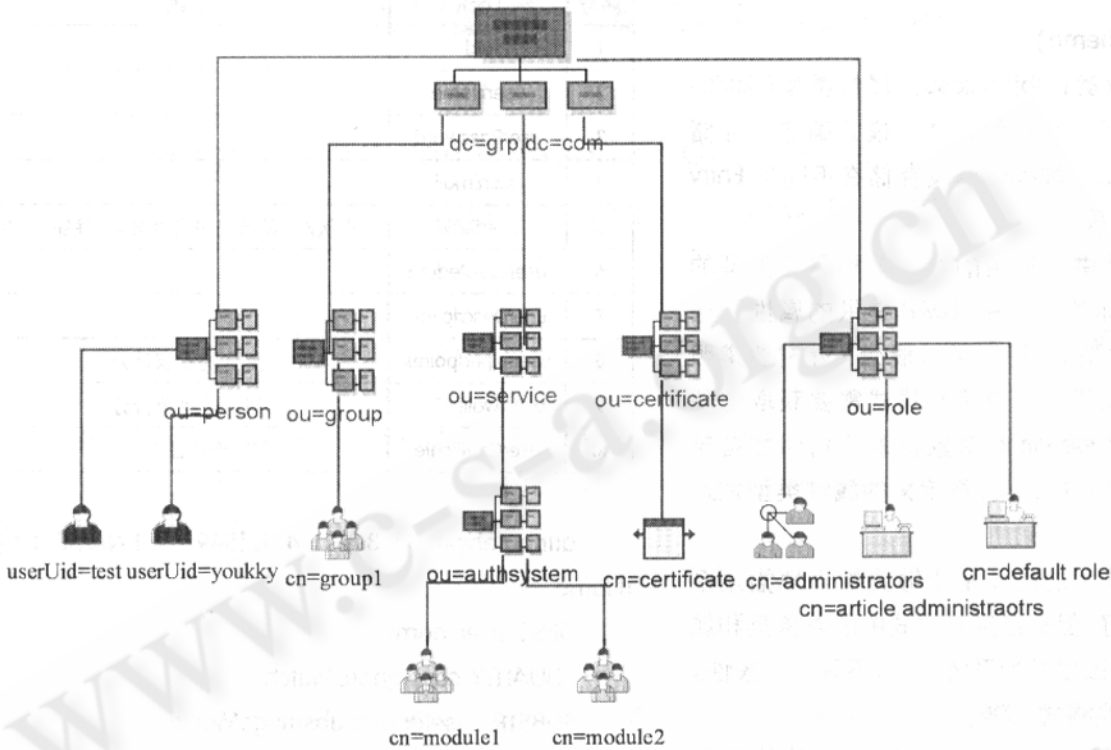 dc=grp dc=com
ou=person
ou=group
ou=service
ou=certificate
ou=role
userUid=test
userUid=youkky
cn=group1
ou=authsystem
cn=certificate
cn=administrators
cn=default role
cn=article administraotrs
cn=module1
cn=module2
www.c-s-a.org.cn